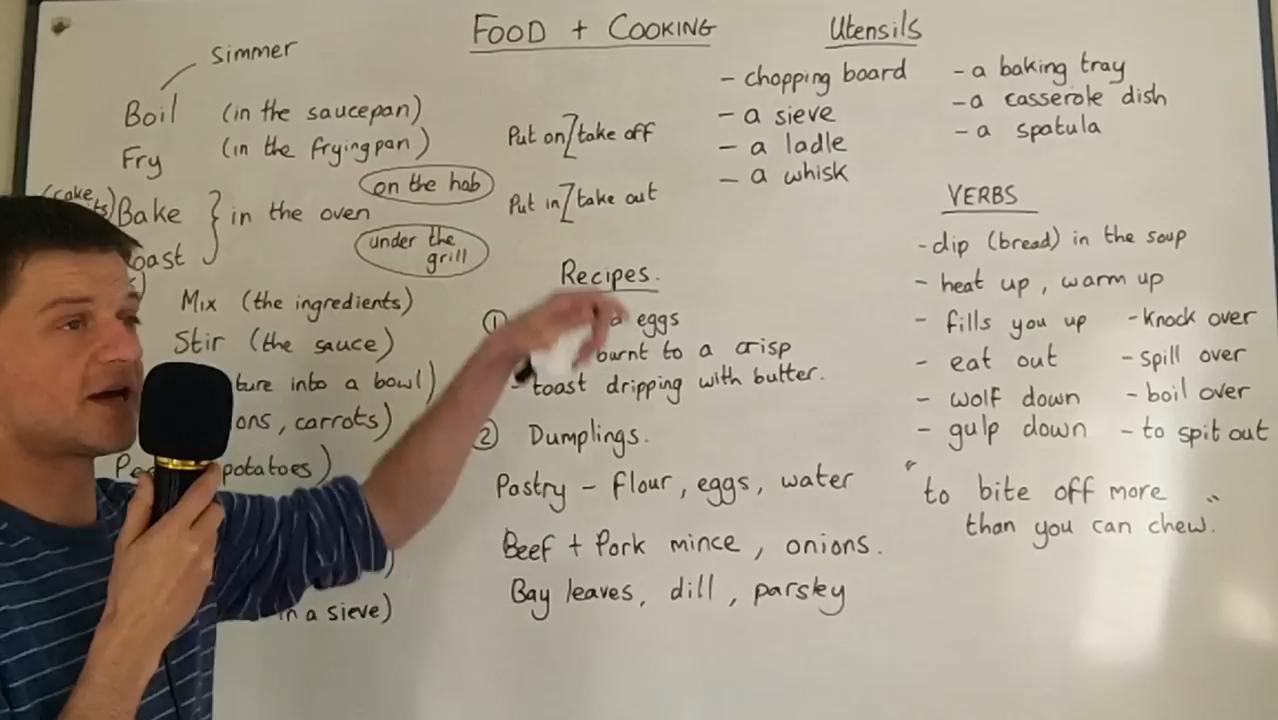 FOOD + COOKING
simmer
Boil (in the saucepan)
Fry (in the frying pan)
on the hob
Bake } in the oven
under the grill
Mix (the ingredients)
Stir (the sauce)
into a bowl)
, carrots)
potatoes)
in a sieve)
Put on/take off
Put in/take out
Recipes.
① eggs
burnt to a crisp
- toast dripping with butter.
② Dumplings.
Pastry - flour, eggs, water
Beef + Pork mince, onions.
Bay leaves, dill, parsley
Utensils
- chopping board
- a sieve
- a ladle
- a whisk
- a baking tray
- a casserole dish
- a spatula
VERBS
- dip (bread) in the soup
- heat up, warm up
- fills you up
- eat out
- wolf down
- gulp down
- Knock over
- spill over
- boil over
- to spit out
"to bite off more
than you can chew."